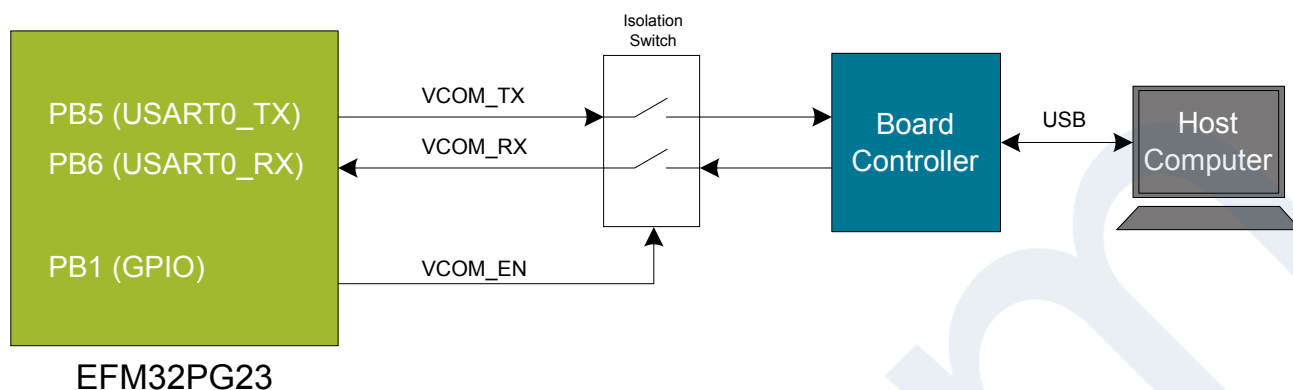 Isolation
Switch
PB5 (USART0_TX)
VCOM_TX
PB6 (USART0_RX)
VCOM_RX
PB1 (GPIO)
VCOM_EN
Board
Controller
USB
Host
Computer
EFM32PG23